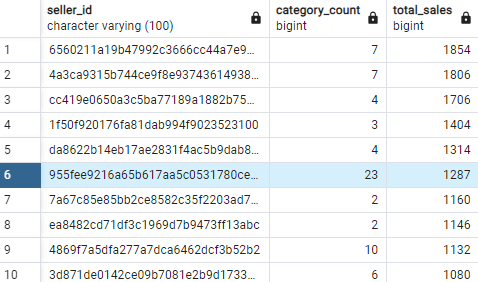 seller_id category_count total_sales
character varying (100) bigint bigint
1 6560211a19b47992c3666cc44a7e9... 7 1854
2 4a3ca9315b744ce9f8e93743614938... 7 1806
3 cc419e0650a3c5ba77189a1882b75... 4 1706
4 1f50f920176fa81dab994f9023523100 3 1404
5 da8622b14eb17ae2831f4ac5b9dab8... 4 1314
6 955fee9216a65b617aa5c0531780ce... 23 1287
7 7a67c85e85bb2ce8582c35f2203ad7... 2 1160
8 ea8482cd71df3c1969d7b9473ff13abc 2 1146
9 4869f7a5dfa277a7dca6462dcf3b52b2 10 1132
10 3d871de0142ce09b7081e2b9d1733... 6 1080